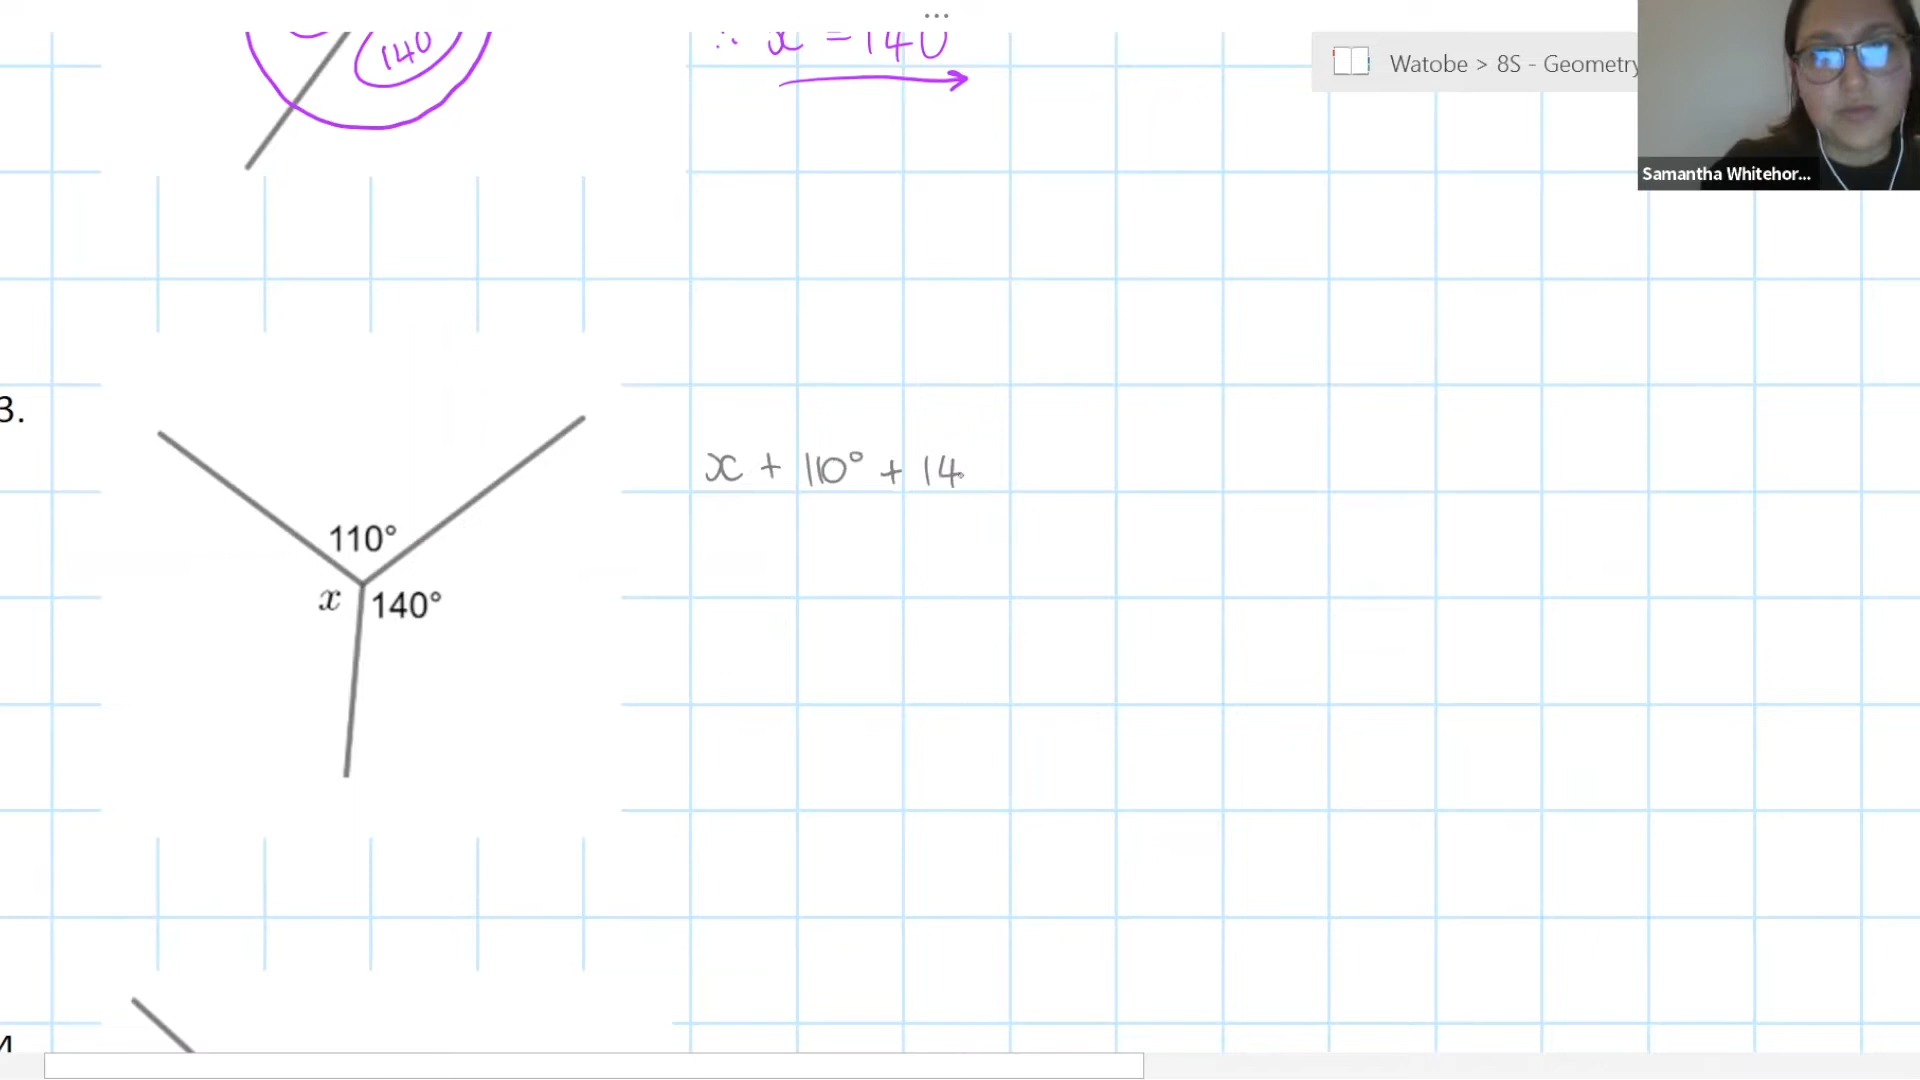 140
∴ x = 140
Watobe > 8S - Geometry
Samantha Whitehor...
3.
x + 110° + 14
110°
x 140°